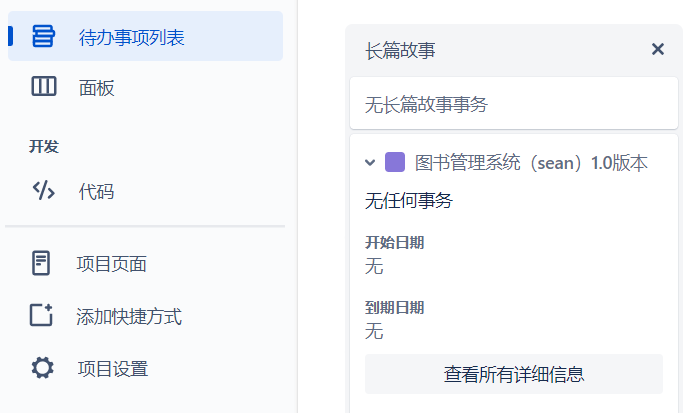 待办事项列表
面板
开发
代码
项目页面
添加快捷方式
项目设置
长篇故事
无长篇故事事务
图书管理系统（sean）1.0版本
无任何事务
开始日期
无
到期日期
无
查看所有详细信息